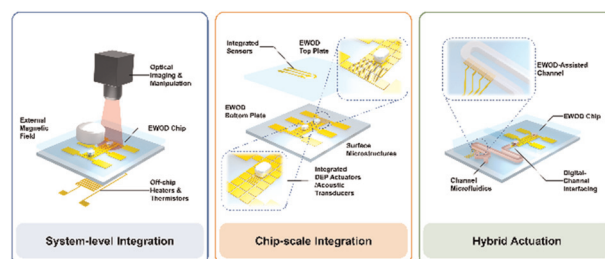 Optical
Imaging &
Manipulation
External
Magnetic
Field
EWOD Chip
Off-chip
Heaters &
Thermistors
System-level Integration
Integrated
Sensors
EWOD
Top Plate
EWOD
Bottom Plate
Surface
Microstructures
Integrated
DEP Actuators
/Acoustic
Transducers
Chip-scale Integration
EWOD-Assisted
Channel
EWOD Chip
Channel
Microfluidics
Digital-
Channel
Interfacing
Hybrid Actuation